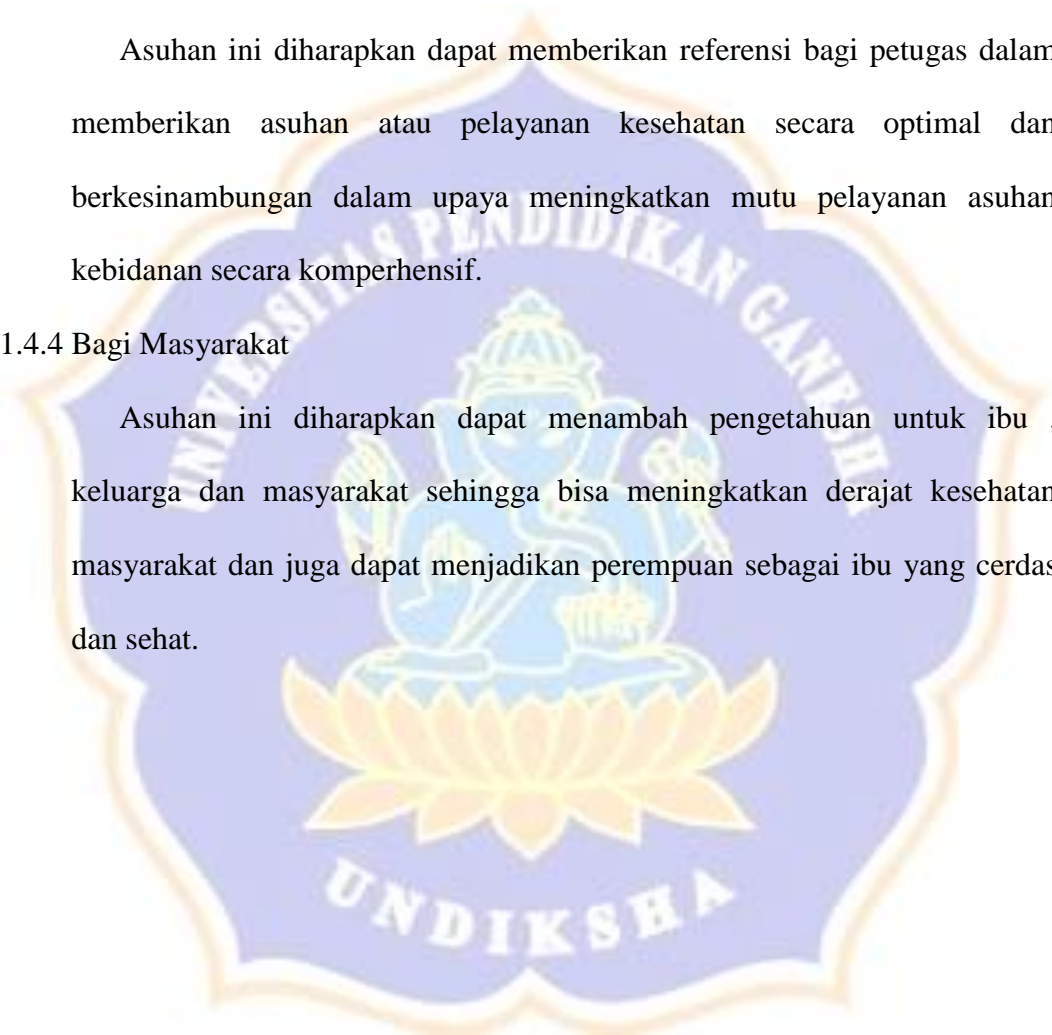 Asuhan ini diharapkan dapat memberikan referensi bagi petugas dalam
memberikan asuhan atau pelayanan kesehatan secara optimal dan
berkesinambungan dalam upaya meningkatkan mutu pelayanan asuhan
kebidanan secara komperhensif.
1.4.4 Bagi Masyarakat
Asuhan ini diharapkan dapat menambah pengetahuan untuk ibu ,
keluarga dan masyarakat sehingga bisa meningkatkan derajat kesehatan
masyarakat dan juga dapat menjadikan perempuan sebagai ibu yang cerdas
dan sehat.
UNIVERSITAS PENDIDIKAN GANESHA
UNDIKSHA